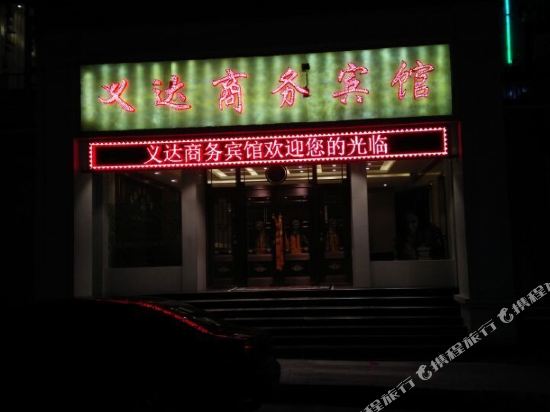 义达商务宾馆
义达商务宾馆欢迎您的光临
携程旅行
携程旅行